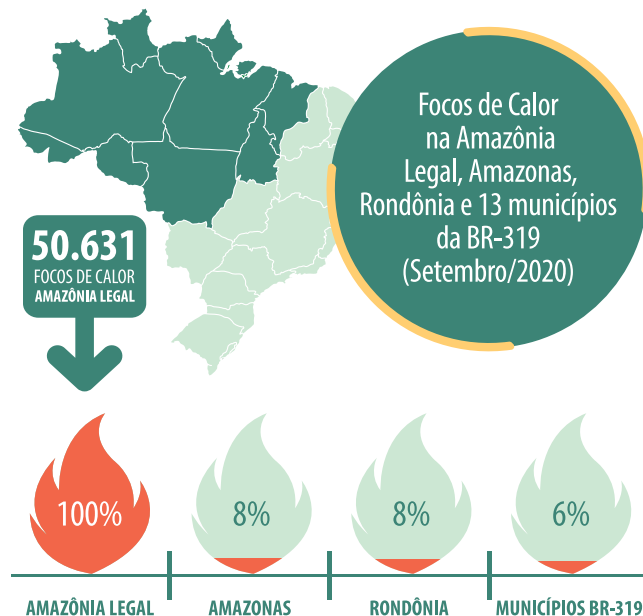 Focos de Calor
na Amazônia
Legal, Amazonas,
Rondônia e 13 municípios
da BR-319
(Setembro/2020)
50.631
FOCOS DE CALOR
AMAZÔNIA LEGAL
100%
8%
8%
6%
AMAZÔNIA LEGAL
AMAZONAS
RONDÔNIA
MUNICÍPIOS BR-319